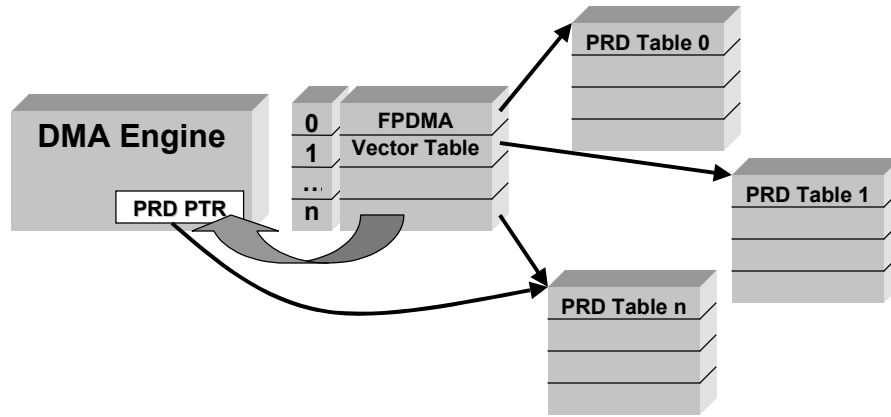 DMA Engine
PRD PTR
0
1
...
n
FPDMA
Vector Table
PRD Table 0
PRD Table 1
PRD Table n